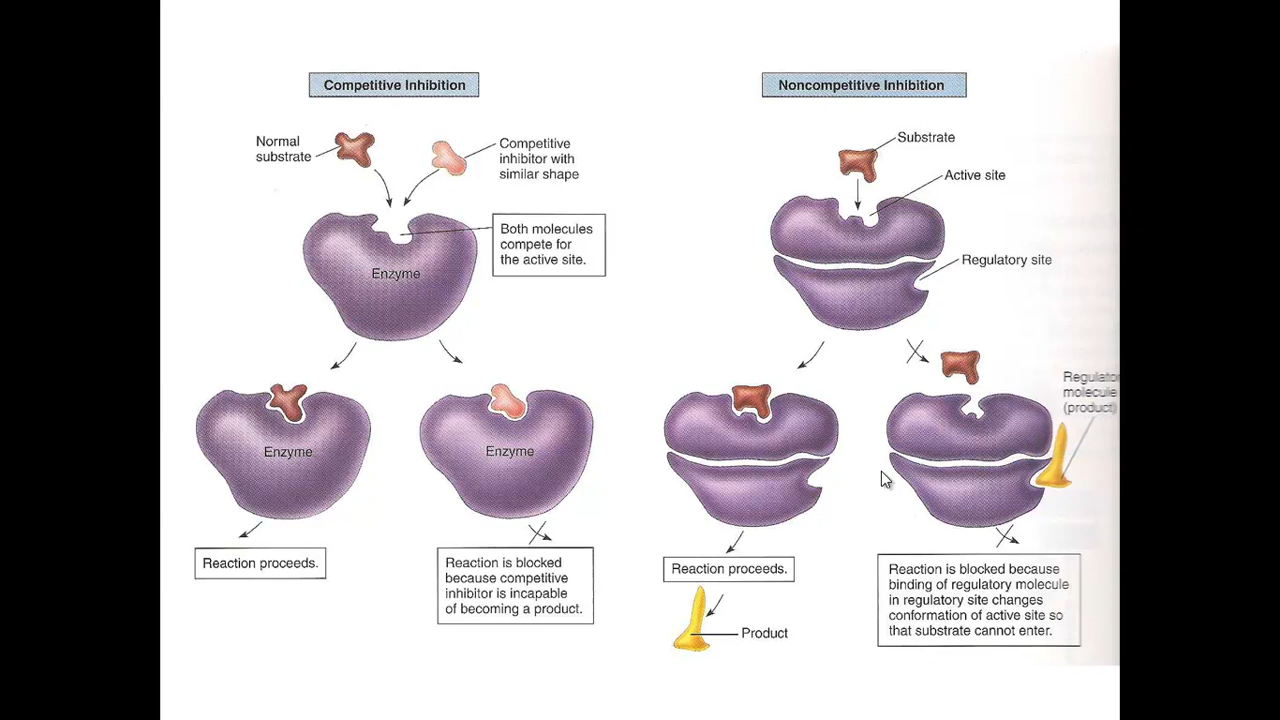 Competitive Inhibition
Normal
substrate
Competitive
inhibitor with
similar shape
Both molecules
compete for
the active site.
Enzyme
Enzyme
Enzyme
Reaction proceeds.
Reaction is blocked
because competitive
inhibitor is incapable
of becoming a product.
Noncompetitive Inhibition
Substrate
Active site
Regulatory site
Regulato
molecule
(product)
Reaction proceeds.
Product
Reaction is blocked because
binding of regulatory molecule
in regulatory site changes
conformation of active site so
that substrate cannot enter.